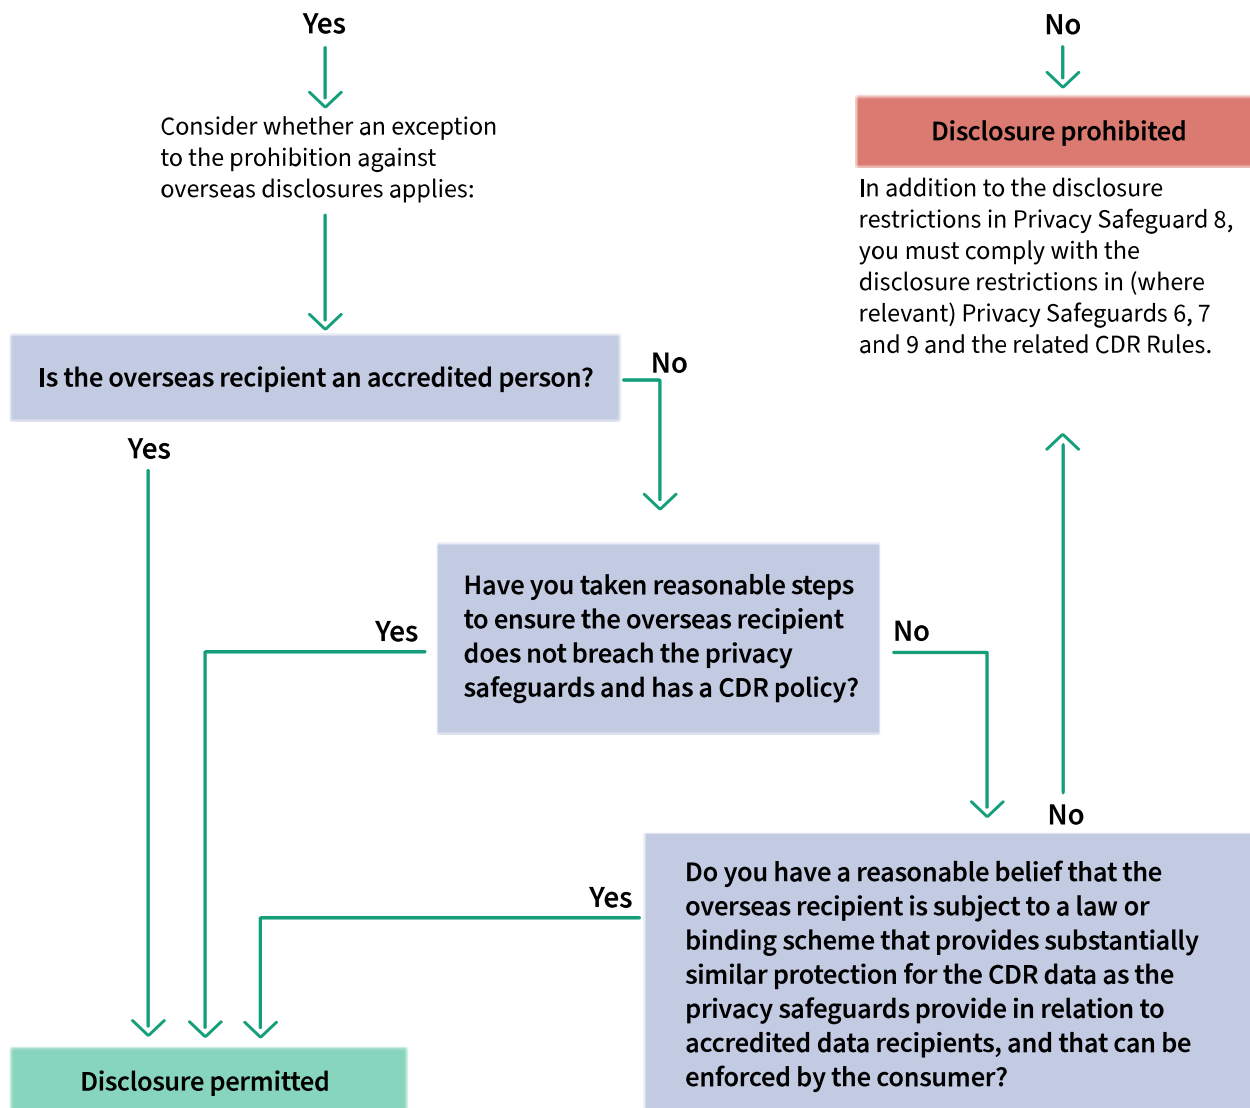 Yes
Consider whether an exception
to the prohibition against
overseas disclosures applies:
No
Disclosure prohibited
In addition to the disclosure
restrictions in Privacy Safeguard 8,
you must comply with the
disclosure restrictions in (where
relevant) Privacy Safeguards 6, 7
and 9 and the related CDR Rules.
Is the overseas recipient an accredited person?
No
Yes
Have you taken reasonable steps
to ensure the overseas recipient
does not breach the privacy
safeguards and has a CDR policy?
Yes
No
No
Do you have a reasonable belief that the
overseas recipient is subject to a law or
binding scheme that provides substantially
similar protection for the CDR data as the
privacy safeguards provide in relation to
accredited data recipients, and that can be
enforced by the consumer?
Yes
Disclosure permitted